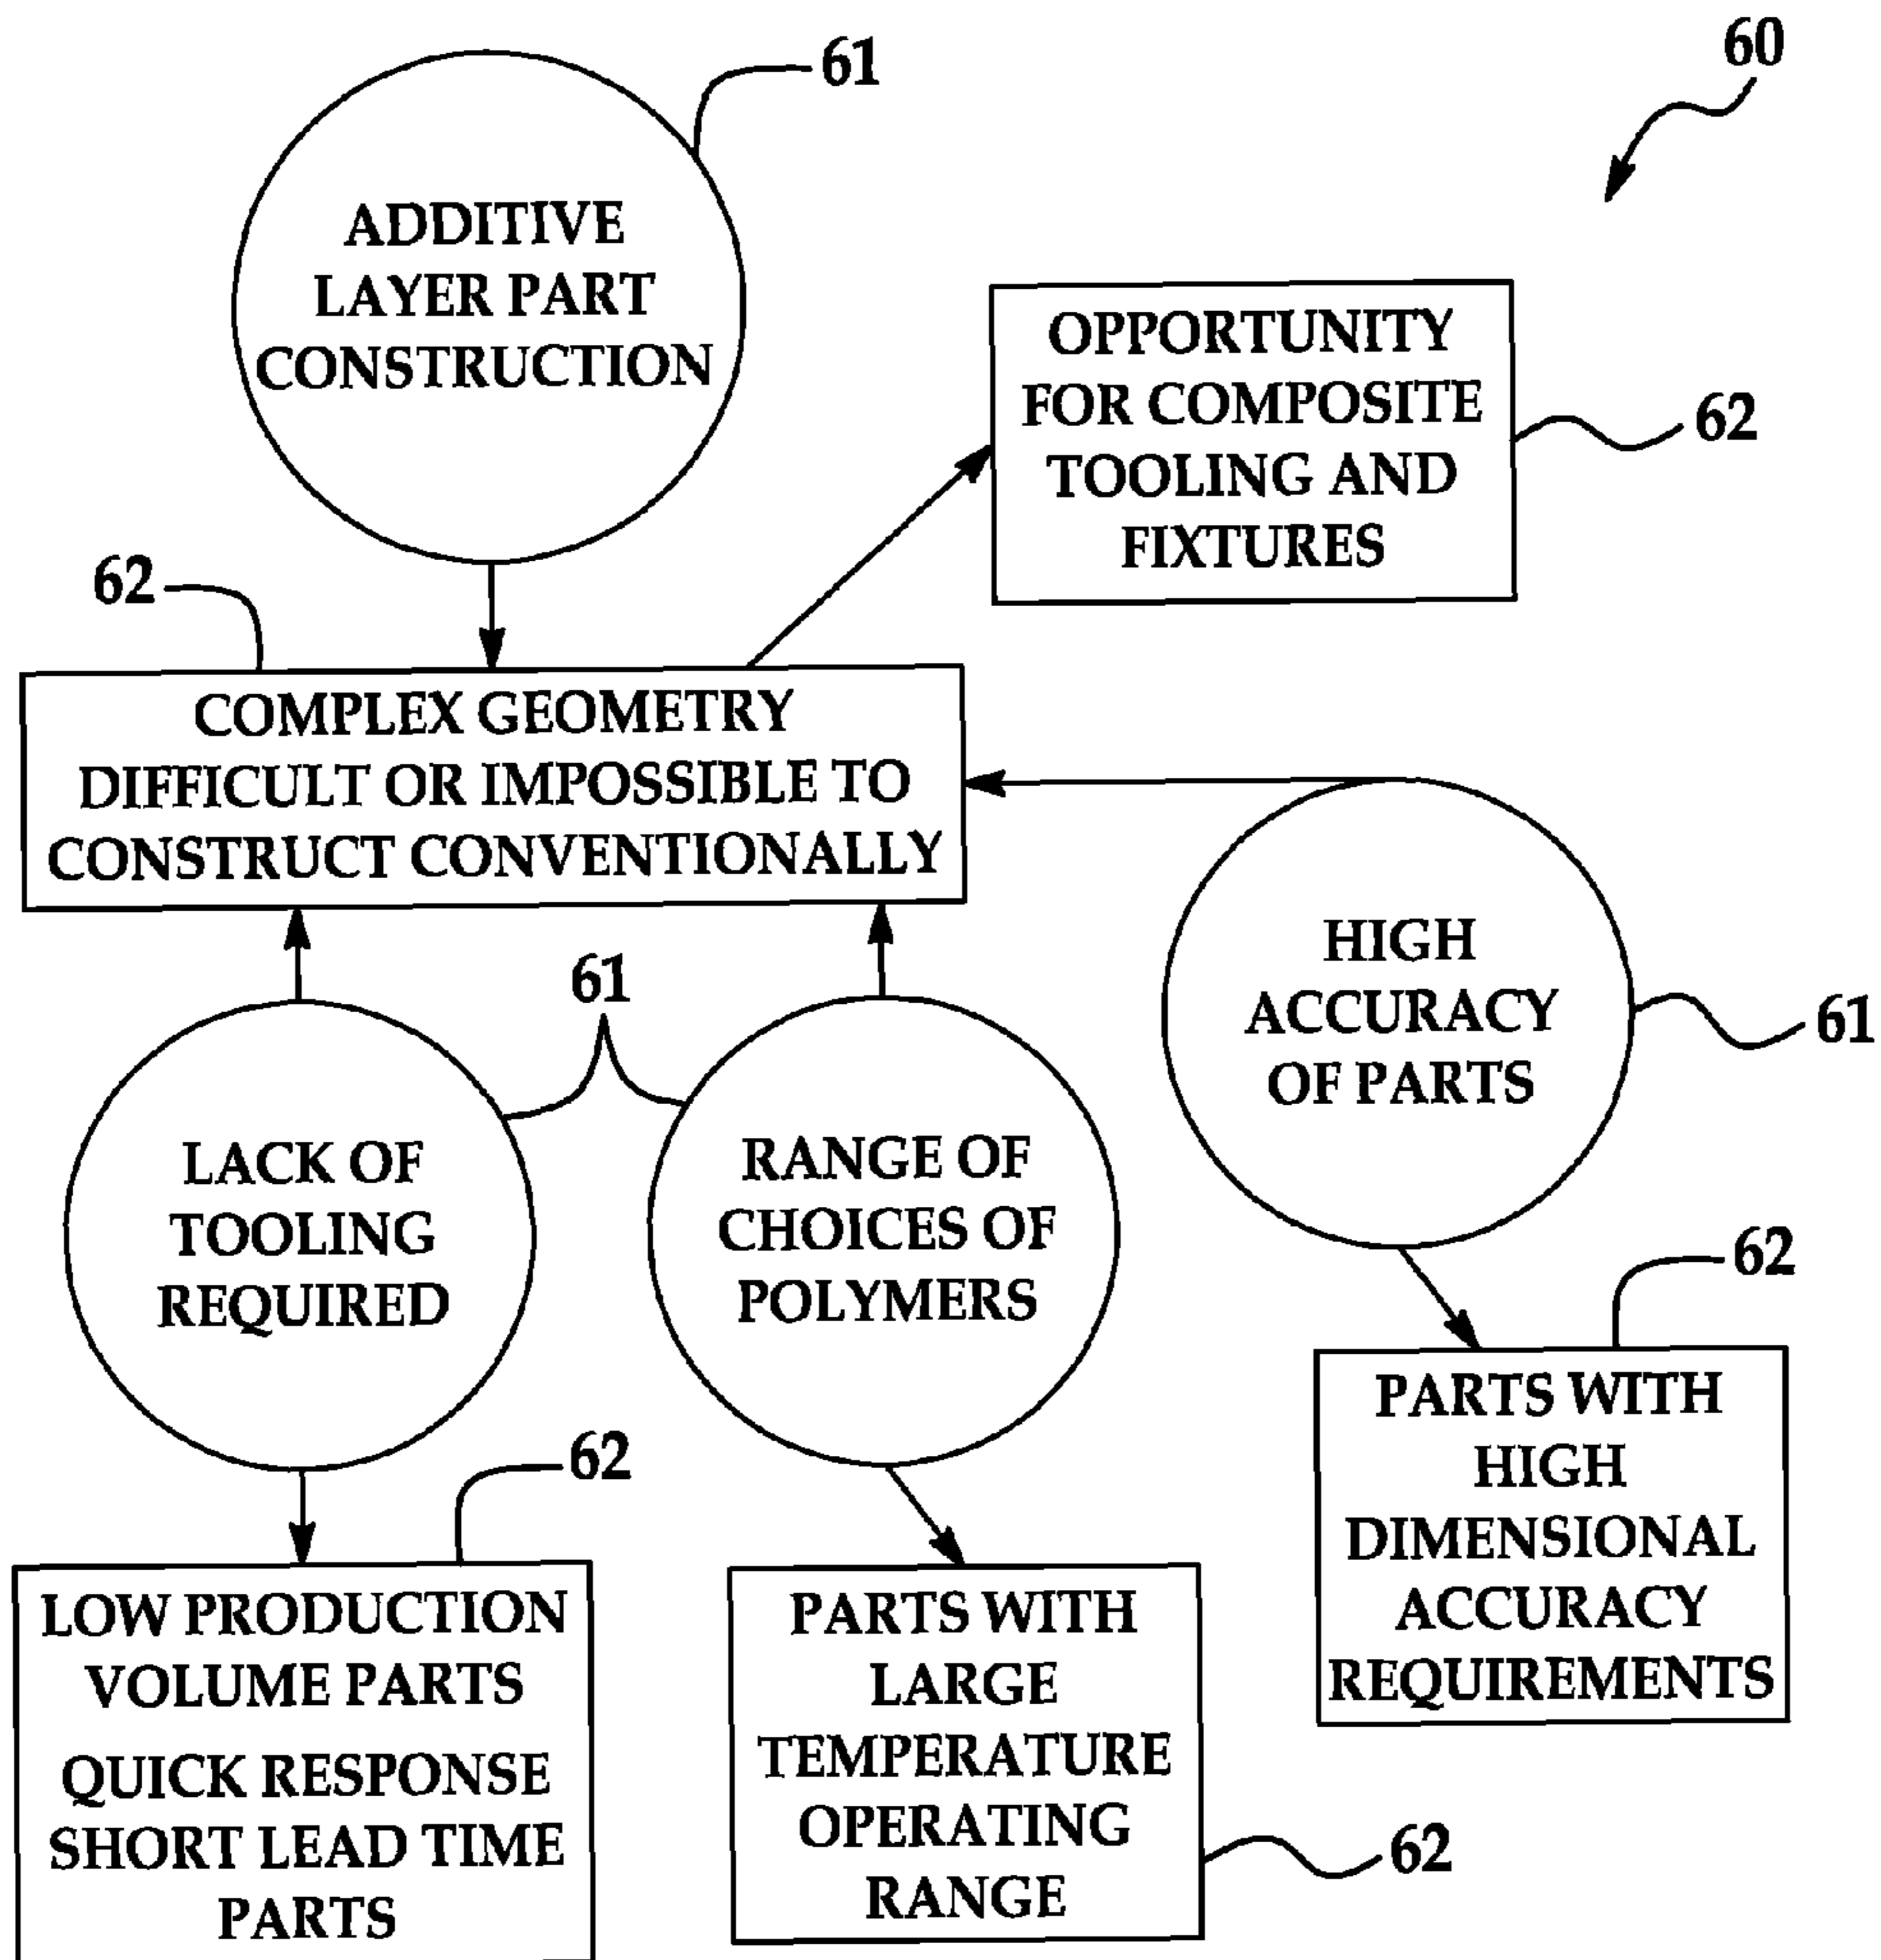 60
61
ADDITIVE
LAYER PART
CONSTRUCTION
OPPORTUNITY
FOR COMPOSITE
TOOLING AND
FIXTURES
62
62
COMPLEX GEOMETRY
DIFFICULT OR IMPOSSIBLE TO
CONSTRUCT CONVENTIONALLY
HIGH
ACCURACY
OF PARTS
61
61
LACK OF
TOOLING
REQUIRED
RANGE OF
CHOICES OF
POLYMERS
62
PARTS WITH
HIGH
DIMENSIONAL
ACCURACY
REQUIREMENTS
62
LOW PRODUCTION
VOLUME PARTS
QUICK RESPONSE
SHORT LEAD TIME
PARTS
PARTS WITH
LARGE
TEMPERATURE
OPERATING
RANGE
62